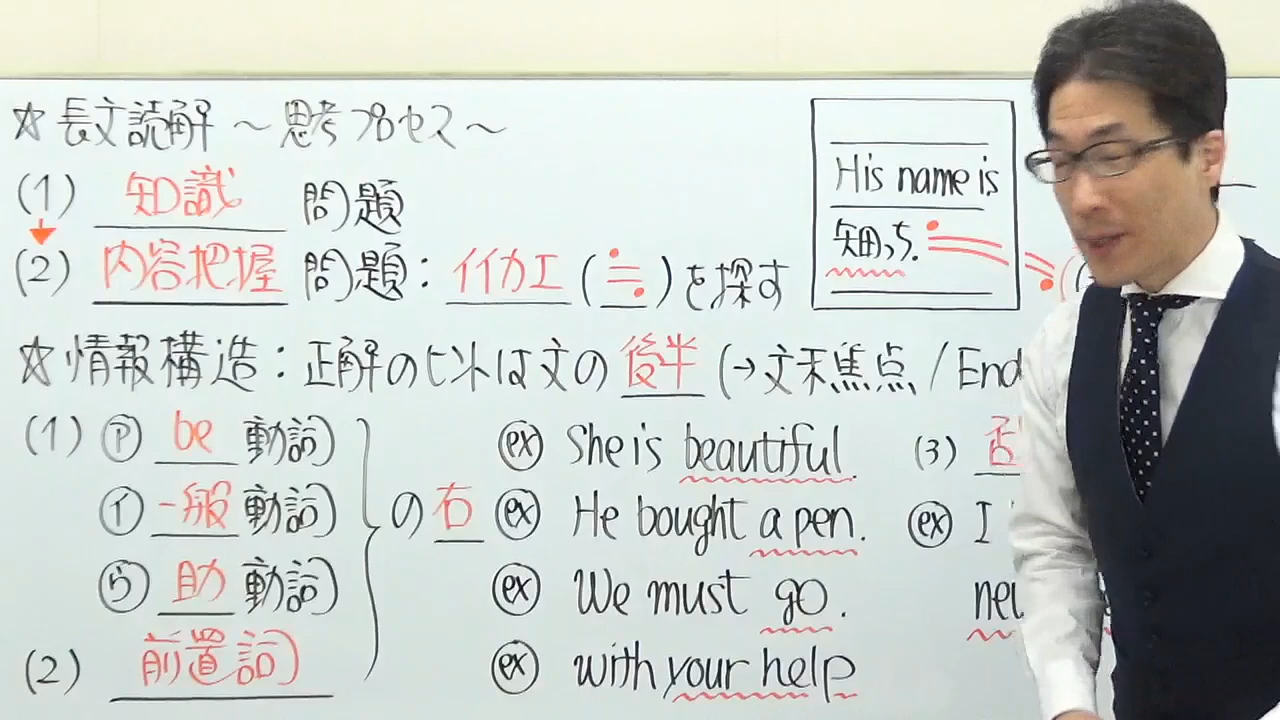 ☆長文読解 ～思考プロセス～
(1) 知識 問題
(2) 内容把握 問題：イイカエ(≒)を探す
His name is
知田っち.
☆情報構造：正解のヒントは文の後半(→文末焦点/End
(1) ㋐ be 動詞
㋑ 一般動詞
㋒ 助動詞
の右
(2) 前置詞
ex She is beautiful.
ex He bought a pen.
ex We must go.
ex with your help
(3)
ex I